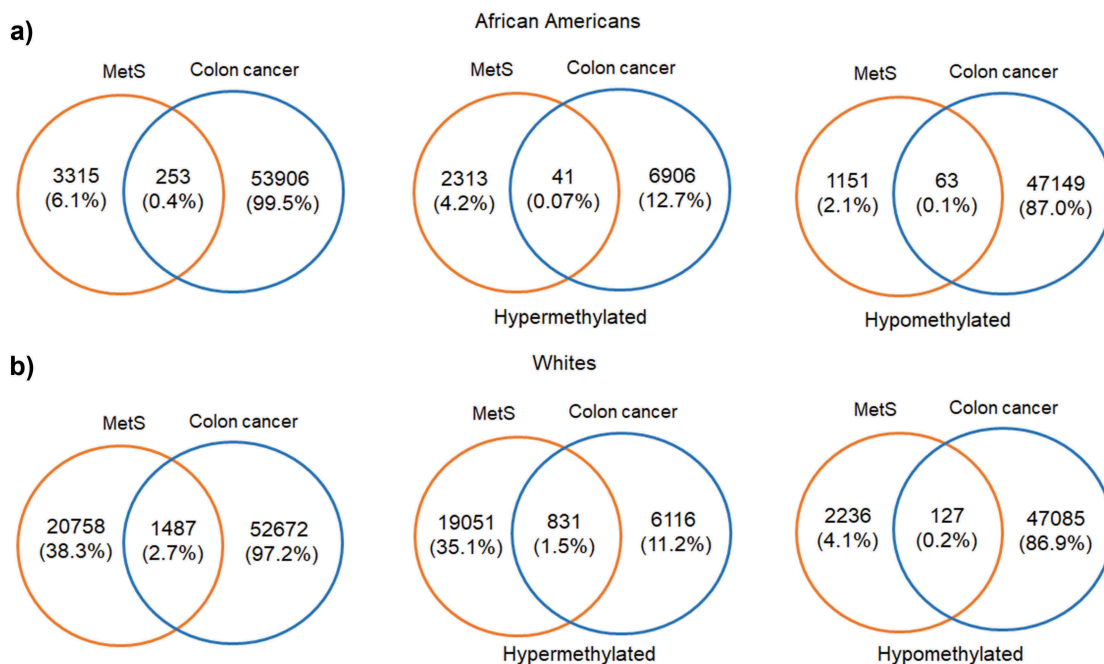 a)
African Americans
MetS
Colon cancer
3315
(6.1%)
253
(0.4%)
53906
(99.5%)
MetS
Colon cancer
2313
(4.2%)
41
(0.07%)
6906
(12.7%)
Hypermethylated
MetS
Colon cancer
1151
(2.1%)
63
(0.1%)
47149
(87.0%)
Hypomethylated
b)
Whites
MetS
Colon cancer
20758
(38.3%)
1487
(2.7%)
52672
(97.2%)
MetS
Colon cancer
19051
(35.1%)
831
(1.5%)
6116
(11.2%)
Hypermethylated
MetS
Colon cancer
2236
(4.1%)
127
(0.2%)
47085
(86.9%)
Hypomethylated